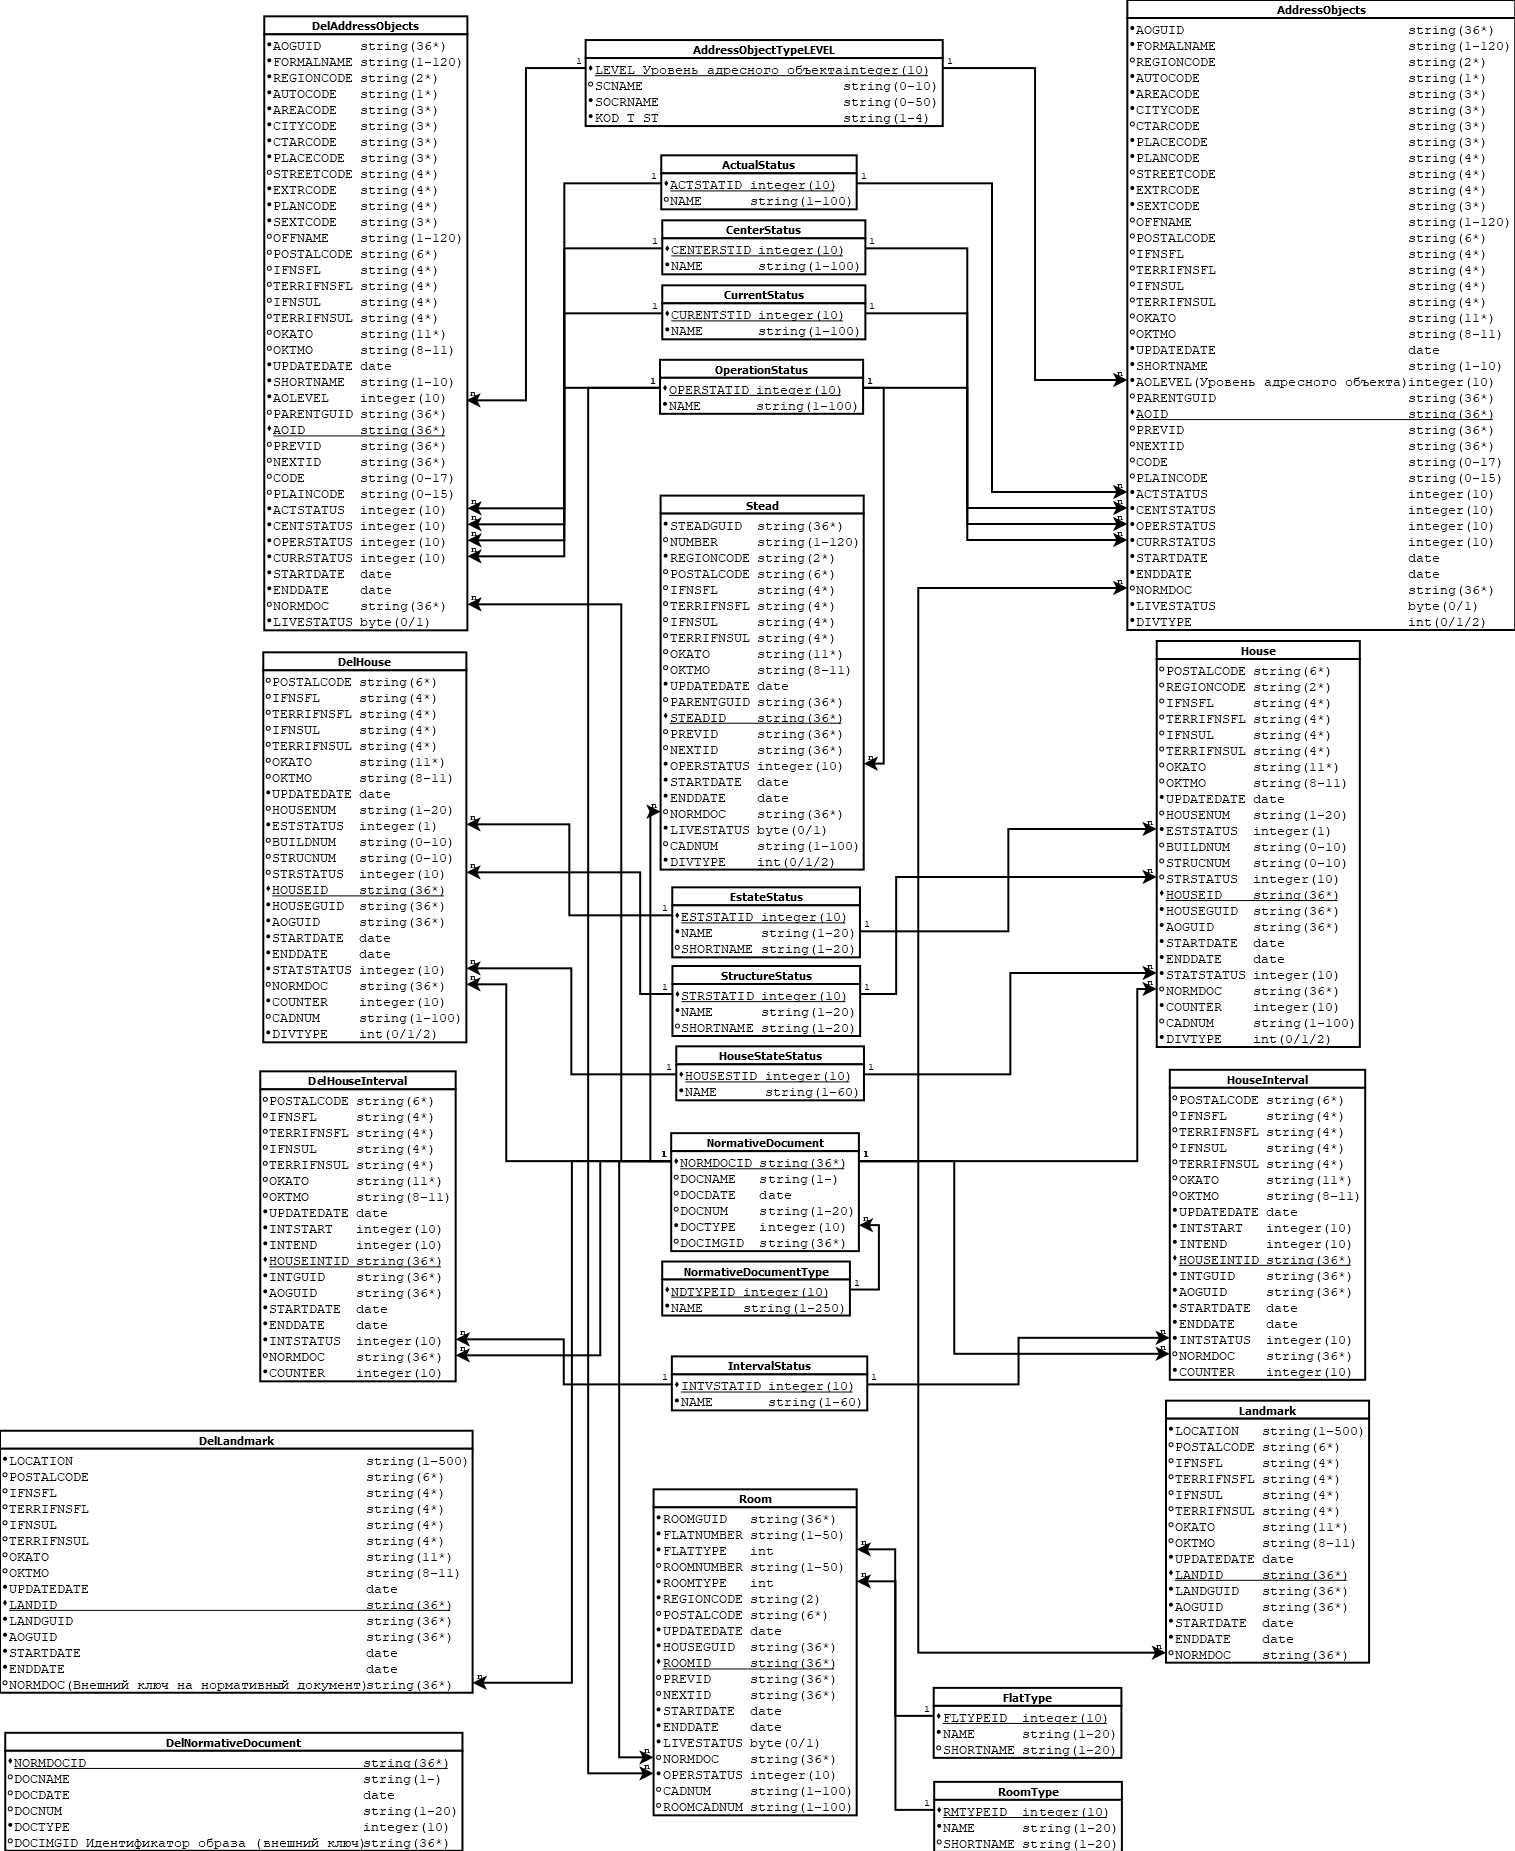 DelAddressObjects
AOGUID string(36*)
FORMALNAME string(1-120)
REGIONCODE string(2*)
AUTOCODE string(1*)
AREACODE string(3*)
CITYCODE string(3*)
CTARCODE string(3*)
PLACECODE string(3*)
STREETCODE string(4*)
EXTRCODE string(4*)
PLANCODE string(4*)
SEXTCODE string(3*)
OFFNAME string(1-120)
POSTALCODE string(6*)
IFNSFL string(4*)
TERRIFNSFL string(4*)
IFNSUL string(4*)
TERRIFNSUL string(4*)
OKATO string(11*)
OKTMO string(8-11)
UPDATEDATE date
SHORTNAME string(1-10)
AOLEVEL integer(10)
PARENTGUID string(36*)
AOID string(36*)
PREVID string(36*)
NEXTID string(36*)
CODE string(0-17)
PLAINCODE string(0-15)
ACTSTATUS integer(10)
CENTSTATUS integer(10)
OPERSTATUS integer(10)
CURRSTATUS integer(10)
STARTDATE date
ENDDATE date
NORMDOC string(36*)
LIVESTATUS byte(0/1)
AddressObjectTypeLEVEL
LEVEL Уровень адресного объектаinteger(10)
SCNAME string(0-10)
SOCRNAME string(0-50)
KOD_T_ST string(1-4)
ActualStatus
ACTSTATID integer(10)
NAME string(1-100)
CenterStatus
CENTERSTID integer(10)
NAME string(1-100)
CurrentStatus
CURENTSTID integer(10)
NAME string(1-100)
OperationStatus
OPERSTATID integer(10)
NAME string(1-100)
AddressObjects
AOGUID string(36*)
FORMALNAME string(1-120)
REGIONCODE string(2*)
AUTOCODE string(1*)
AREACODE string(3*)
CITYCODE string(3*)
CTARCODE string(3*)
PLACECODE string(3*)
PLANCODE string(4*)
STREETCODE string(4*)
EXTRCODE string(4*)
SEXTCODE string(3*)
OFFNAME string(1-120)
POSTALCODE string(6*)
IFNSFL string(4*)
TERRIFNSFL string(4*)
IFNSUL string(4*)
TERRIFNSUL string(4*)
OKATO string(11*)
OKTMO string(8-11)
UPDATEDATE date
SHORTNAME string(1-10)
AOLEVEL(Уровень адресного объекта)integer(10)
PARENTGUID string(36*)
AOID string(36*)
PREVID string(36*)
NEXTID string(36*)
CODE string(0-17)
PLAINCODE string(0-15)
ACTSTATUS integer(10)
CENTSTATUS integer(10)
OPERSTATUS integer(10)
CURRSTATUS integer(10)
STARTDATE date
ENDDATE date
NORMDOC string(36*)
LIVESTATUS byte(0/1)
DIVTYPE int(0/1/2)
Stead
STEADGUID string(36*)
NUMBER string(1-120)
REGIONCODE string(2*)
POSTALCODE string(6*)
IFNSFL string(4*)
TERRIFNSFL string(4*)
IFNSUL string(4*)
TERRIFNSUL string(4*)
OKATO string(11*)
OKTMO string(8-11)
UPDATEDATE date
PARENTGUID string(36*)
STEADID string(36*)
PREVID string(36*)
NEXTID string(36*)
OPERSTATUS integer(10)
STARTDATE date
ENDDATE date
NORMDOC string(36*)
LIVESTATUS byte(0/1)
CADNUM string(1-100)
DIVTYPE int(0/1/2)
DelHouse
POSTALCODE string(6*)
IFNSFL string(4*)
TERRIFNSFL string(4*)
IFNSUL string(4*)
TERRIFNSUL string(4*)
OKATO string(11*)
OKTMO string(8-11)
UPDATEDATE date
HOUSENUM string(1-20)
ESTSTATUS integer(1)
BUILDNUM string(0-10)
STRUCNUM string(0-10)
STRSTATUS integer(10)
HOUSEID string(36*)
HOUSEGUID string(36*)
AOGUID string(36*)
STARTDATE date
ENDDATE date
STATSTATUS integer(10)
NORMDOC string(36*)
COUNTER integer(10)
CADNUM string(1-100)
DIVTYPE int(0/1/2)
House
POSTALCODE string(6*)
REGIONCODE string(2*)
IFNSFL string(4*)
TERRIFNSFL string(4*)
IFNSUL string(4*)
TERRIFNSUL string(4*)
OKATO string(11*)
OKTMO string(8-11)
UPDATEDATE date
HOUSENUM string(1-20)
ESTSTATUS integer(1)
BUILDNUM string(0-10)
STRUCNUM string(0-10)
STRSTATUS integer(10)
HOUSEID string(36*)
HOUSEGUID string(36*)
AOGUID string(36*)
STARTDATE date
ENDDATE date
STATSTATUS integer(10)
NORMDOC string(36*)
COUNTER integer(10)
CADNUM string(1-100)
DIVTYPE int(0/1/2)
EstateStatus
ESTSTATID integer(10)
NAME string(1-20)
SHORTNAME string(1-20)
StructureStatus
STRSTATID integer(10)
NAME string(1-20)
SHORTNAME string(1-20)
HouseStateStatus
HOUSESTID integer(10)
NAME string(1-60)
NormativeDocument
NORMDOCID string(36*)
DOCNAME string(1-)
DOCDATE date
DOCNUM string(1-20)
DOCTYPE integer(10)
DOCIMGID string(36*)
NormativeDocumentType
NDTYPEID integer(10)
NAME string(1-250)
IntervalStatus
INTVSTATID integer(10)
NAME string(1-60)
DelHouseInterval
POSTALCODE string(6*)
IFNSFL string(4*)
TERRIFNSFL string(4*)
IFNSUL string(4*)
TERRIFNSUL string(4*)
OKATO string(11*)
OKTMO string(8-11)
UPDATEDATE date
INTSTART integer(10)
INTEND integer(10)
HOUSEINTID string(36*)
INTGUID string(36*)
AOGUID string(36*)
STARTDATE date
ENDDATE date
INTSTATUS integer(10)
NORMDOC string(36*)
COUNTER integer(10)
HouseInterval
POSTALCODE string(6*)
IFNSFL string(4*)
TERRIFNSFL string(4*)
IFNSUL string(4*)
TERRIFNSUL string(4*)
OKATO string(11*)
OKTMO string(8-11)
UPDATEDATE date
INTSTART integer(10)
INTEND integer(10)
HOUSEINTID string(36*)
INTGUID string(36*)
AOGUID string(36*)
STARTDATE date
ENDDATE date
INTSTATUS integer(10)
NORMDOC string(36*)
COUNTER integer(10)
DelLandmark
LOCATION string(1-500)
POSTALCODE string(6*)
IFNSFL string(4*)
TERRIFNSFL string(4*)
IFNSUL string(4*)
TERRIFNSUL string(4*)
OKATO string(11*)
OKTMO string(8-11)
UPDATEDATE date
LANDID string(36*)
LANDGUID string(36*)
AOGUID string(36*)
STARTDATE date
ENDDATE date
NORMDOC(Внешний ключ на нормативный документ)string(36*)
Landmark
LOCATION string(1-500)
POSTALCODE string(6*)
IFNSFL string(4*)
TERRIFNSFL string(4*)
IFNSUL string(4*)
TERRIFNSUL string(4*)
OKATO string(11*)
OKTMO string(8-11)
UPDATEDATE date
LANDID string(36*)
LANDGUID string(36*)
AOGUID string(36*)
STARTDATE date
ENDDATE date
NORMDOC string(36*)
Room
ROOMGUID string(36*)
FLATNUMBER string(1-50)
FLATTYPE int
ROOMNUMBER string(1-50)
ROOMTYPE int
REGIONCODE string(2)
POSTALCODE string(6*)
UPDATEDATE date
HOUSEGUID string(36*)
ROOMID string(36*)
PREVID string(36*)
NEXTID string(36*)
STARTDATE date
ENDDATE date
LIVESTATUS byte(0/1)
NORMDOC string(36*)
OPERSTATUS integer(10)
CADNUM string(1-100)
ROOMCADNUM string(1-100)
FlatType
FLTYPEID integer(10)
NAME string(1-20)
SHORTNAME string(1-20)
DelNormativeDocument
NORMDOCID string(36*)
DOCNAME string(1-)
DOCDATE date
DOCNUM string(1-20)
DOCTYPE integer(10)
DOCIMGID Идентификатор образа (внешний ключ)string(36*)
RoomType
RMTYPEID integer(10)
NAME string(1-20)
SHORTNAME string(1-20)